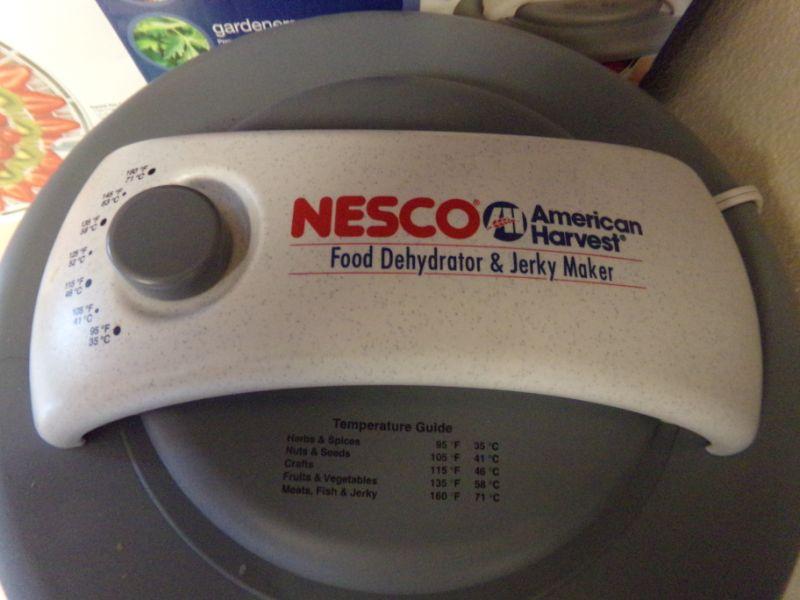 gardener
160 °F
71 °C
145 °F
63 °C
135 °F
58 °C
125 °F
52 °C
115 °F
46 °C
105 °F
41 °C
95 °F
35 °C
NESCO®
American
Harvest®
Food Dehydrator & Jerky Maker
Temperature Guide
Herbs & Spices 95 °F 35 °C
Nuts & Seeds 105 °F 41 °C
Crafts 115 °F 46 °C
Fruits & Vegetables 135 °F 58 °C
Meats, Fish & Jerky 160 °F 71 °C